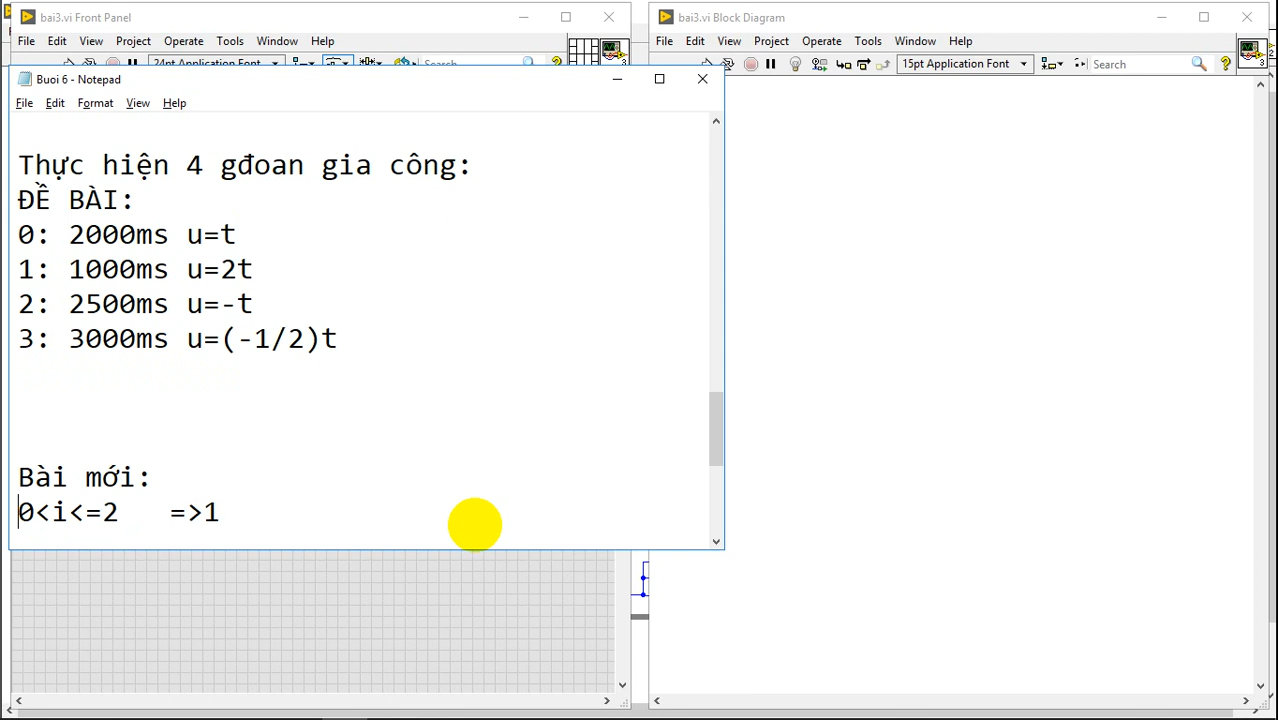 bai3.vi Front Panel
File Edit View Project Operate Tools Window Help
24pt Application Font
Search
3
bai3.vi Block Diagram
File Edit View Project Operate Tools Window Help
15pt Application Font
Search
3
Buoi 6 - Notepad
File Edit Format View Help
Thực hiện 4 gđoan gia công:
ĐỀ BÀI:
0: 2000ms u=t
1: 1000ms u=2t
2: 2500ms u=-t
3: 3000ms u=(-1/2)t
Bài mới:
0<i<=2 =>1